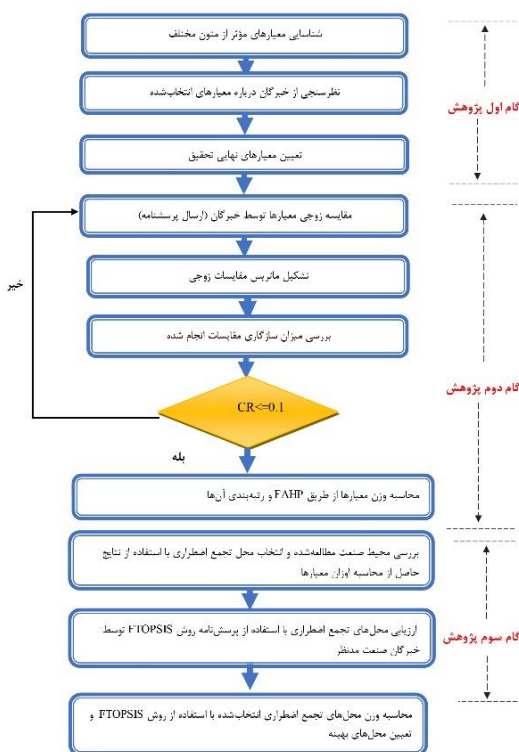 شناسایی معیارهای مؤثر از متون مختلف
نظرسنجی از خبرگان درباره معیارهای انتخاب‌شده
تعیین معیارهای نهایی تحقیق
گام اول پژوهش
مقایسه زوجی معیارها توسط خبرگان (ارسال پرسشنامه)
تشکیل ماتریس مقایسات زوجی
بررسی میزان سازگاری مقایسات انجام شده
CR<=0.1
خیر
بله
محاسبه وزن معیارها از طریق FAHP و رتبه‌بندی آن‌ها
گام دوم پژوهش
بررسی محیط صنعت مطالعه‌شده و انتخاب محل تجمع اضطراری با استفاده از نتایج
حاصل از محاسبه اوزان معیارها
ارزیابی محل‌های تجمع اضطراری با استفاده از پرسش‌نامه روش FTOPSIS توسط
خبرگان صنعت مدنظر
محاسبه وزن محل‌های تجمع اضطراری انتخاب‌شده با استفاده از روش FTOPSIS و
تعیین محل‌های بهینه
گام سوم پژوهش